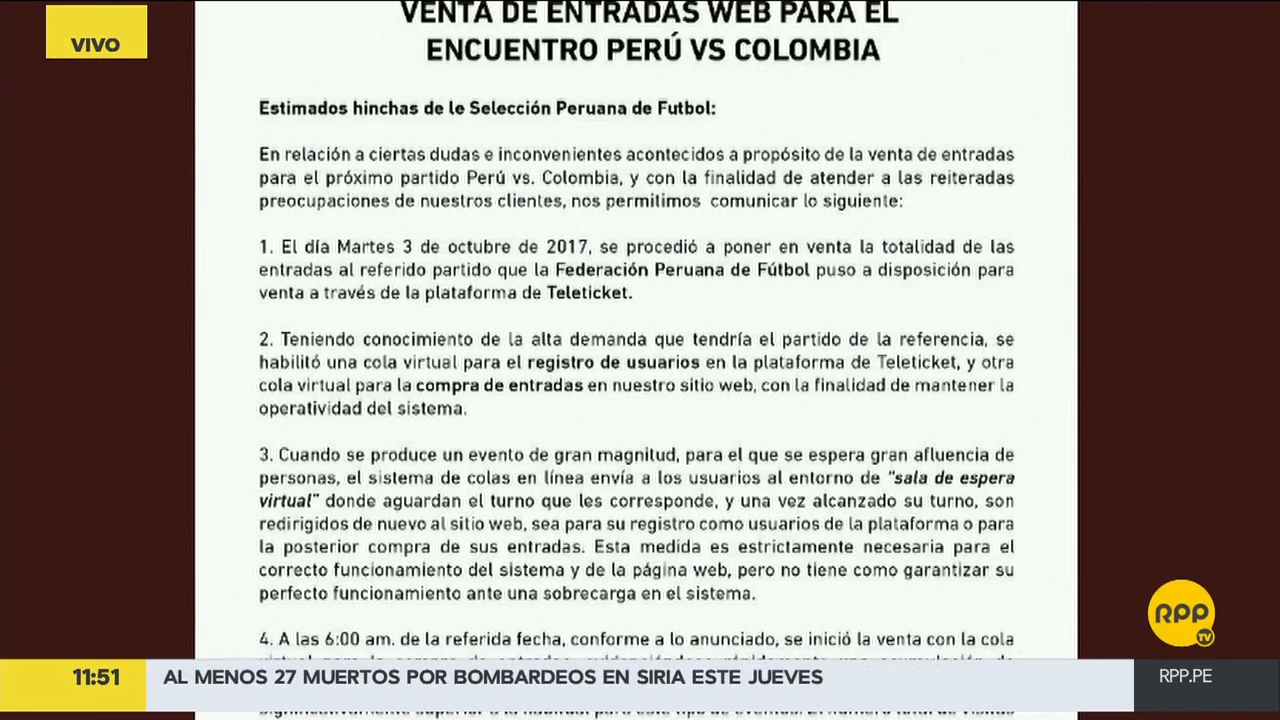 VIVO
VENTA DE ENTRADAS WEB PARA EL
ENCUENTRO PERÚ VS COLOMBIA
Estimados hinchas de le Selección Peruana de Futbol:
En relación a ciertas dudas e inconvenientes acontecidos a propósito de la venta de entradas
para el próximo partido Perú vs. Colombia, y con la finalidad de atender a las reiteradas
preocupaciones de nuestros clientes, nos permitimos comunicar lo siguiente:
1. El día Martes 3 de octubre de 2017, se procedió a poner en venta la totalidad de las
entradas al referido partido que la Federación Peruana de Fútbol puso a disposición para
venta a través de la plataforma de Teleticket.
2. Teniendo conocimiento de la alta demanda que tendría el partido de la referencia, se
habilitó una cola virtual para el registro de usuarios en la plataforma de Teleticket, y otra
cola virtual para la compra de entradas en nuestro sitio web, con la finalidad de mantener la
operatividad del sistema.
3. Cuando se produce un evento de gran magnitud, para el que se espera gran afluencia de
personas, el sistema de colas en línea envía a los usuarios al entorno de "sala de espera
virtual" donde aguardan el turno que les corresponde, y una vez alcanzado su turno, son
redirigidos de nuevo al sitio web, sea para su registro como usuarios de la plataforma o para
la posterior compra de sus entradas. Esta medida es estrictamente necesaria para el
correcto funcionamiento del sistema y de la página web, pero no tiene como garantizar su
perfecto funcionamiento ante una sobrecarga en el sistema.
4. A las 6:00 am. de la referida fecha, conforme a lo anunciado, se inició la venta con la cola
RPP
TV
11:51
AL MENOS 27 MUERTOS POR BOMBARDEOS EN SIRIA ESTE JUEVES
RPP.PE